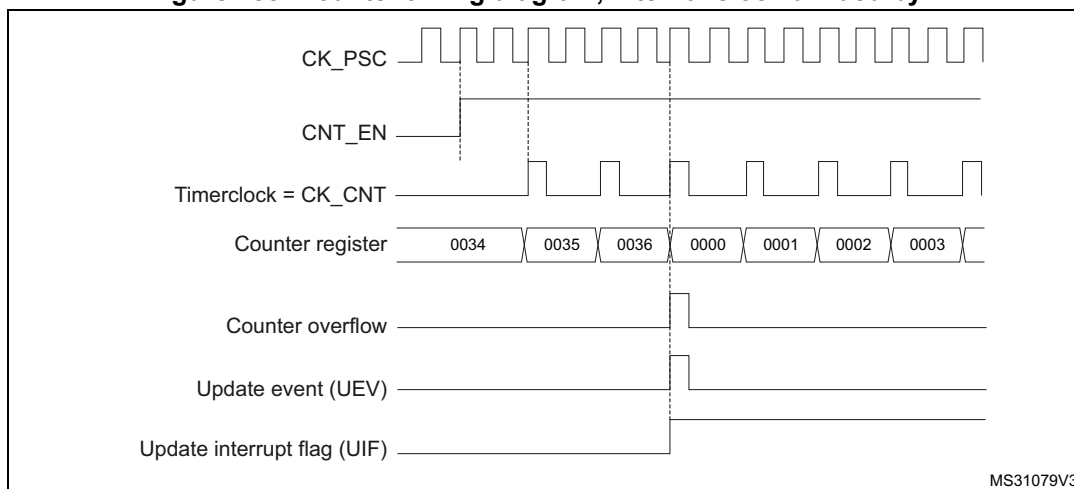 CK_PSC
CNT_EN
Timerclock = CK_CNT
Counter register 0034 0035 0036 0000 0001 0002 0003
Counter overflow
Update event (UEV)
Update interrupt flag (UIF)
MS31079V3